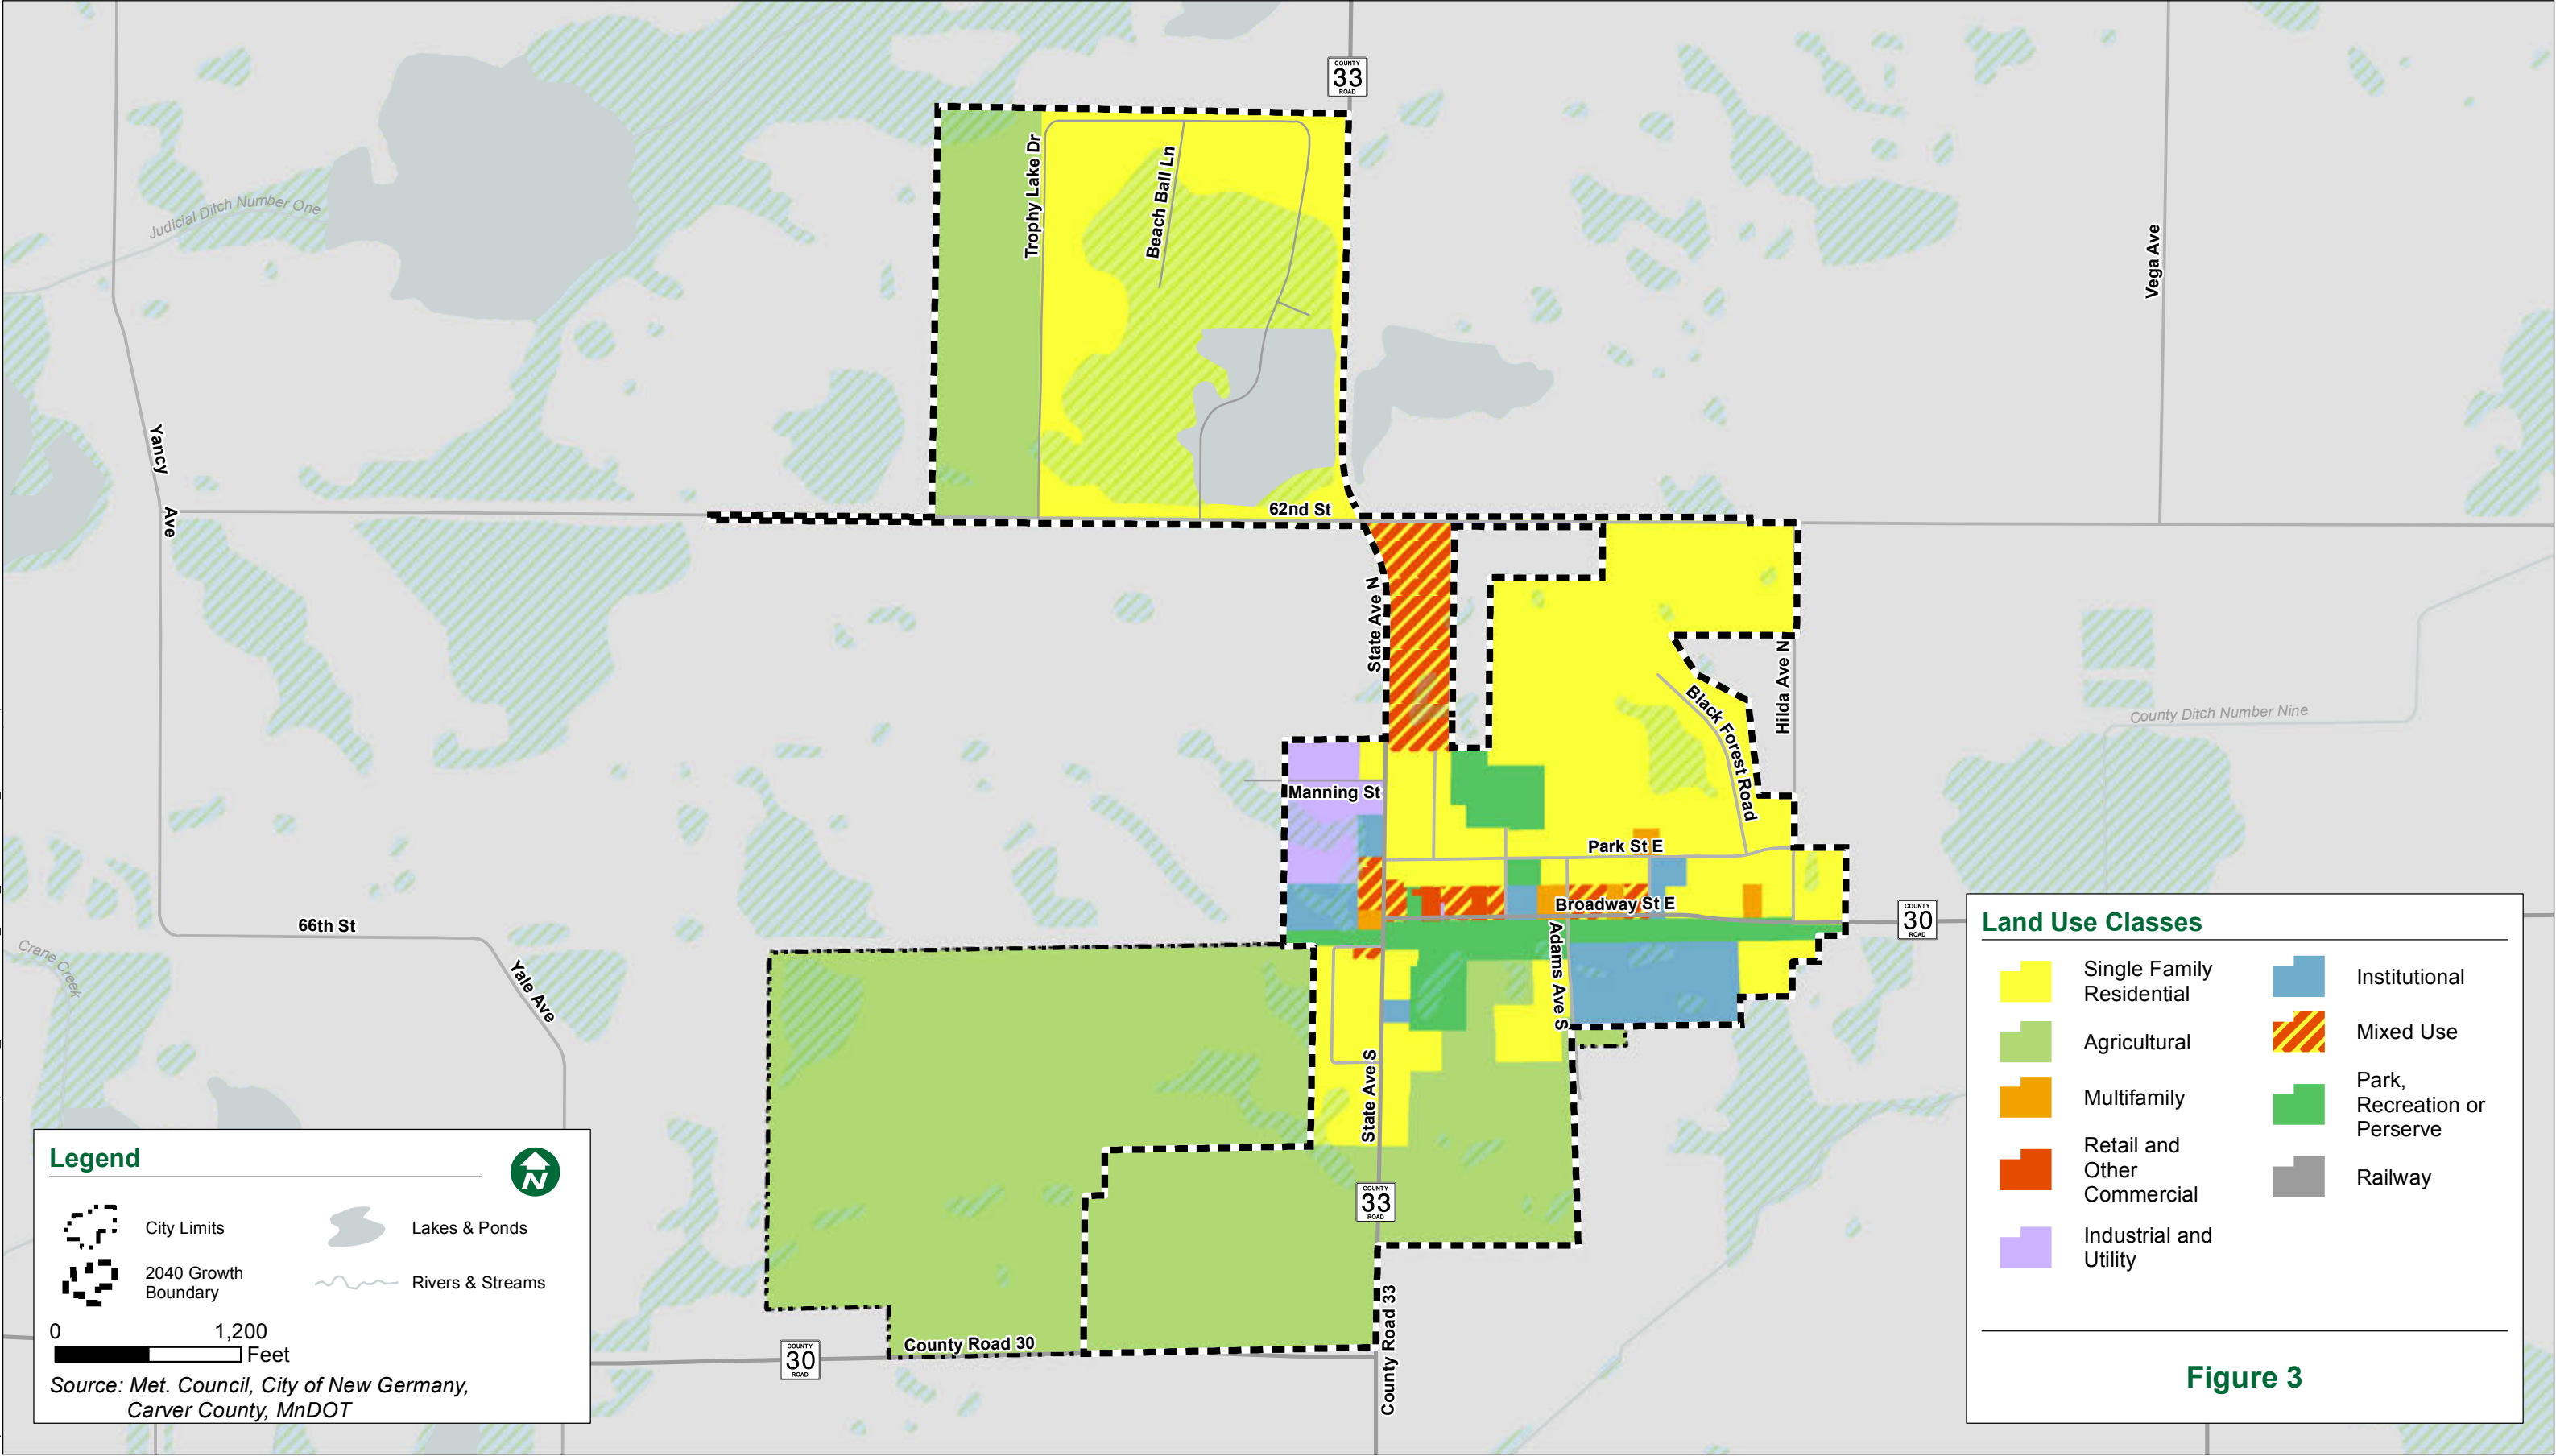 COUNTY
33
ROAD
Trophy Lake Dr
Beach Ball Ln
Judicial Ditch Number One
Vega Ave
Yancy
Ave
62nd St
State Ave N
Hilda Ave N
Black Forest Road
County Ditch Number Nine
Manning St
Park St E
Broadway St E
COUNTY
30
ROAD
66th St
Crane Creek
Yale Ave
Adams Ave S
State Ave S
COUNTY
33
ROAD
County Road 30
COUNTY
30
ROAD
County Road 33
Legend
N
City Limits
Lakes & Ponds
2040 Growth
Boundary
Rivers & Streams
0 1,200
Feet
Source: Met. Council, City of New Germany,
Carver County, MnDOT
Land Use Classes
Single Family
Residential
Agricultural
Multifamily
Retail and
Other
Commercial
Industrial and
Utility
Institutional
Mixed Use
Park,
Recreation or
Perserve
Railway
Figure 3